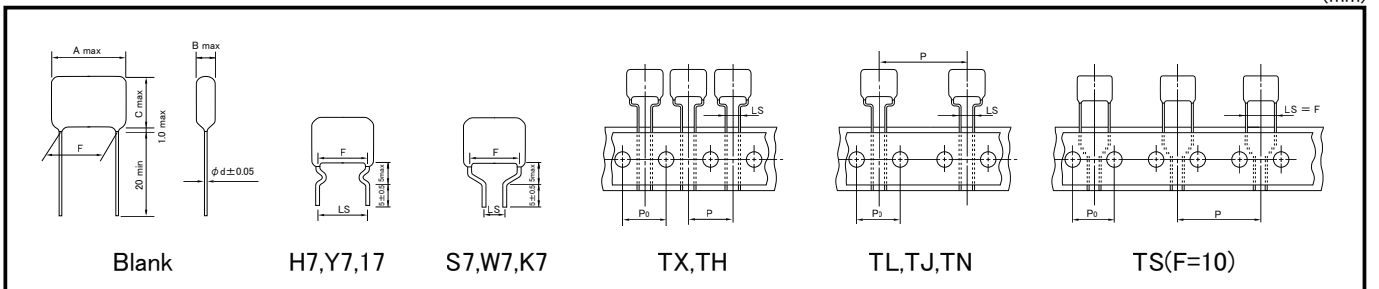 (mm)
A max
B max
C max
1.0 max
F
20 min
φd±0.05
Blank
F
5max
5±0.5
LS
H7,Y7,17
F
5max
5±0.5
LS
S7,W7,K7
LS
P0
P
TX,TH
P
LS
P0
TL,TJ,TN
LS = F
P0
P
TS(F=10)